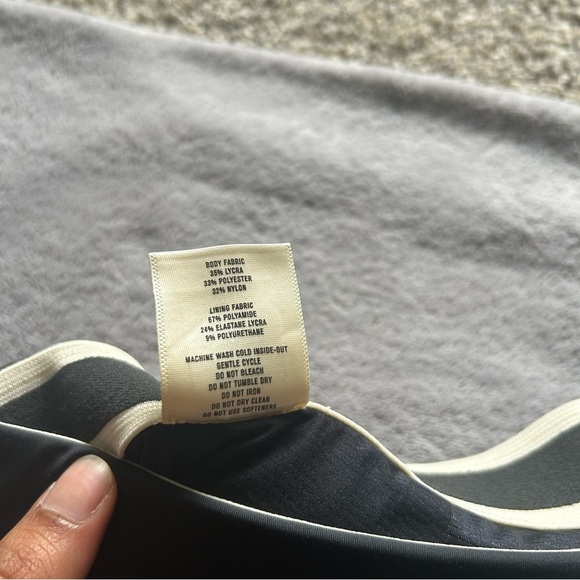 BODY FABRIC
35% LYCRA
33% POLYESTER
32% NYLON
LINING FABRIC
67% POLYAMIDE
24% ELASTANE LYCRA
9% POLYURETHANE
MACHINE WASH COLD INSIDE-OUT
GENTLE CYCLE
DO NOT BLEACH
DO NOT TUMBLE DRY
DO NOT IRON
DO NOT DRY CLEAN
DO NOT USE SOFTENERS